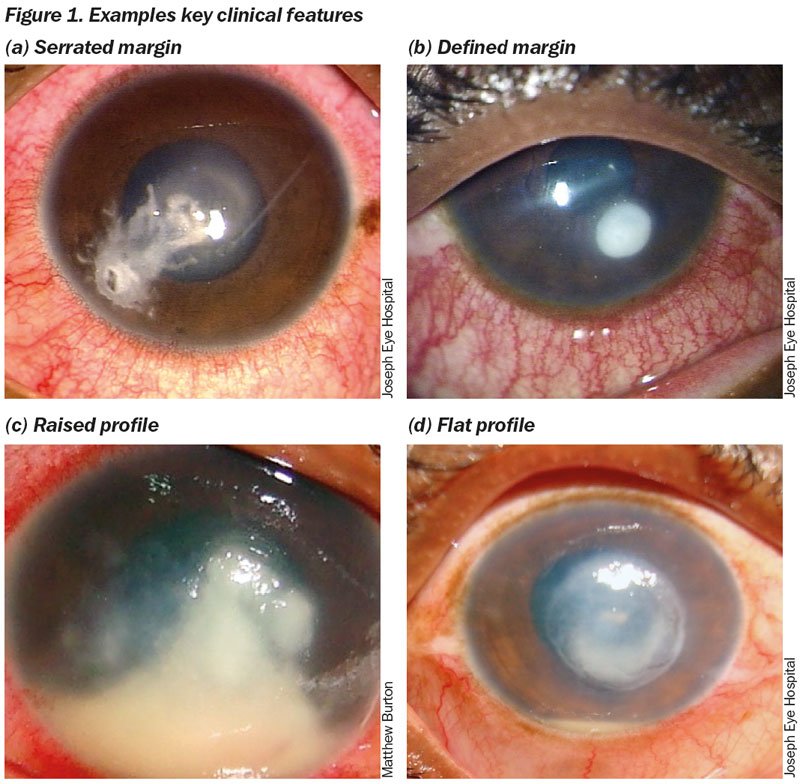 Figure 1. Examples key clinical features
(a) Serrated margin
(b) Defined margin
Joseph Eye Hospital
Joseph Eye Hospital
(c) Raised profile
(d) Flat profile
Matthew Burton
Joseph Eye Hospital